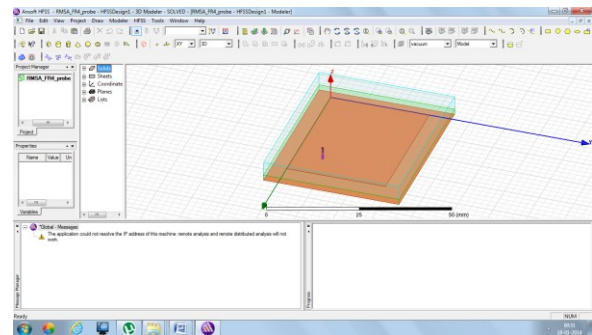 Ansoft HFSS - RMSA_FR4_probe - HFSSDesign1 - 3D Modeler - SOLVED - [RMSA_FR4_probe - HFSSDesign1 - Modeler]
File Edit View Project Draw Modeler HFSS Tools Window Help
XY 3D vacuum Model
Project Manager
RMSA_FR4_probe
Project
Solids
Sheets
Coordinate
Planes
Lists
Properties
Name Value Un
Variables
Y
0 25 50 (mm)
*Global - Messages
The application could not resolve the IP address of this machine: remote analysis and remote distributed analysis will not
work.
Message Manager
Progress
Ready
NUM